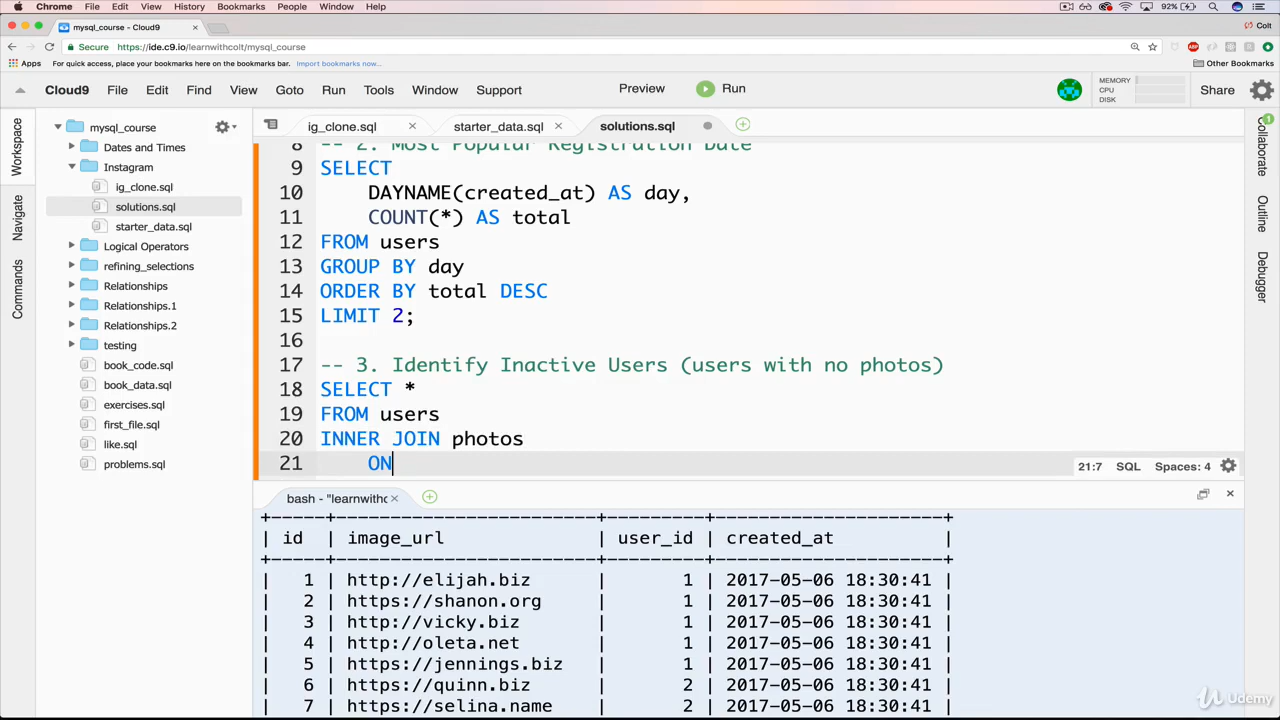 Chrome File Edit View History Bookmarks People Window Help 92%
mysql_course - Cloud9 Colt
Secure https://ide.c9.io/learnwithcolt/mysql_course
Apps For quick access, place your bookmarks here on the bookmarks bar. Import bookmarks now... Other Bookmarks
Cloud9 File Edit Find View Goto Run Tools Window Support Preview Run MEMORY CPU DISK Share
Workspace
Navigate
Commands
mysql_course
Dates and Times
Instagram
ig_clone.sql
solutions.sql
starter_data.sql
Logical Operators
refining_selections
Relationships
Relationships.1
Relationships.2
testing
book_code.sql
book_data.sql
exercises.sql
first_file.sql
like.sql
problems.sql
ig_clone.sql starter_data.sql solutions.sql
8 -- 2. Most Popular Registration Date
9 SELECT
10 DAYNAME(created_at) AS day,
11 COUNT(*) AS total
12 FROM users
13 GROUP BY day
14 ORDER BY total DESC
15 LIMIT 2;
16
17 -- 3. Identify Inactive Users (users with no photos)
18 SELECT *
19 FROM users
20 INNER JOIN photos
21 ON
21:7 SQL Spaces: 4
bash - "learnwithc
+-----+----------------------+---------+---------------------+
| id | image_url | user_id | created_at |
+-----+----------------------+---------+---------------------+
| 1 | http://elijah.biz | 1 | 2017-05-06 18:30:41 |
| 2 | https://shanon.org | 1 | 2017-05-06 18:30:41 |
| 3 | http://vicky.biz | 1 | 2017-05-06 18:30:41 |
| 4 | http://oleta.net | 1 | 2017-05-06 18:30:41 |
| 5 | https://jennings.biz | 1 | 2017-05-06 18:30:41 |
| 6 | https://quinn.biz | 2 | 2017-05-06 18:30:41 |
| 7 | https://selina.name | 2 | 2017-05-06 18:30:41 |
Collaborate 1
Outline
Debugger
Udemy